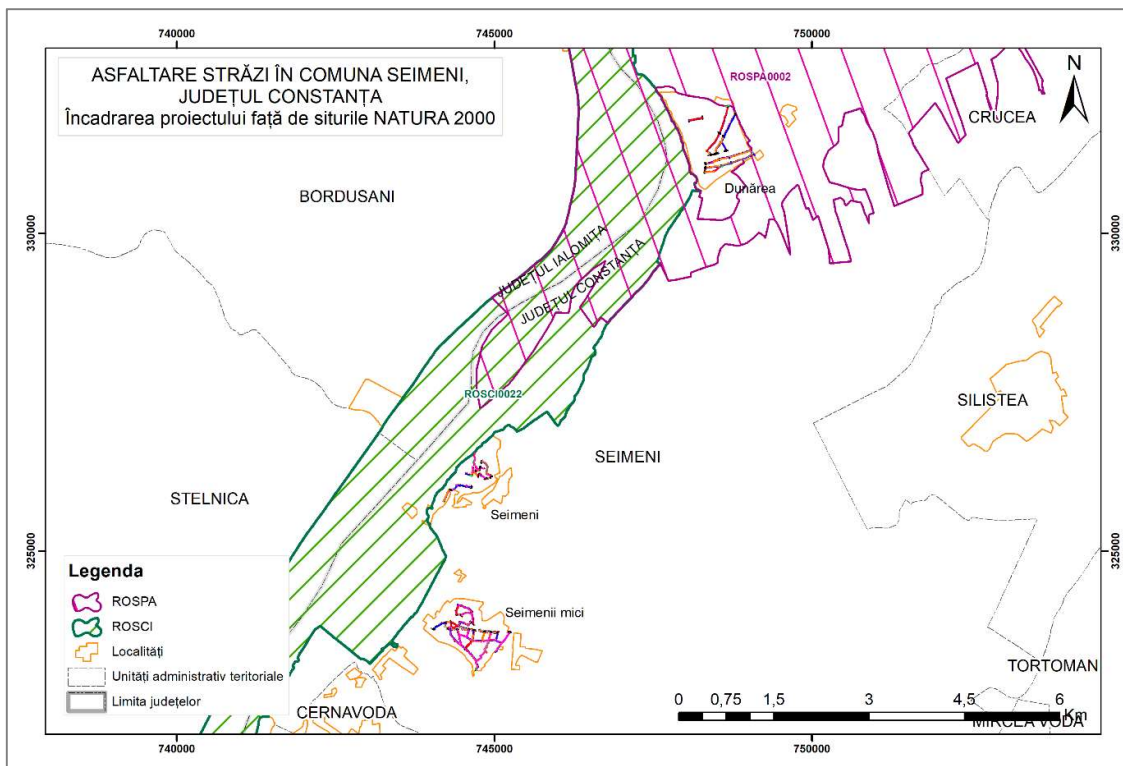 740000
745000
750000
ASFALTARE STRĂZI ÎN COMUNA SEIMENI,
JUDEȚUL CONSTANȚA
Încadrarea proiectului față de siturile NATURA 2000
ROSPA0002
N
CRUCEA
BORDUSANI
Dunărea
330000
330000
JUDEȚUL IALOMIȚA
JUDEȚUL CONSTANȚA
ROSCI0022
SILISTEA
SEIMENI
STELNICA
Seimeni
325000
325000
Legenda
ROSPA
ROSCI
Localități
Unități administrativ teritoriale
Limita județelor
Seimenii mici
TORTOMAN
CERNAVODA
0 0,75 1,5 3 4,5 6
Km
MIRCEA VODA
740000
745000
750000